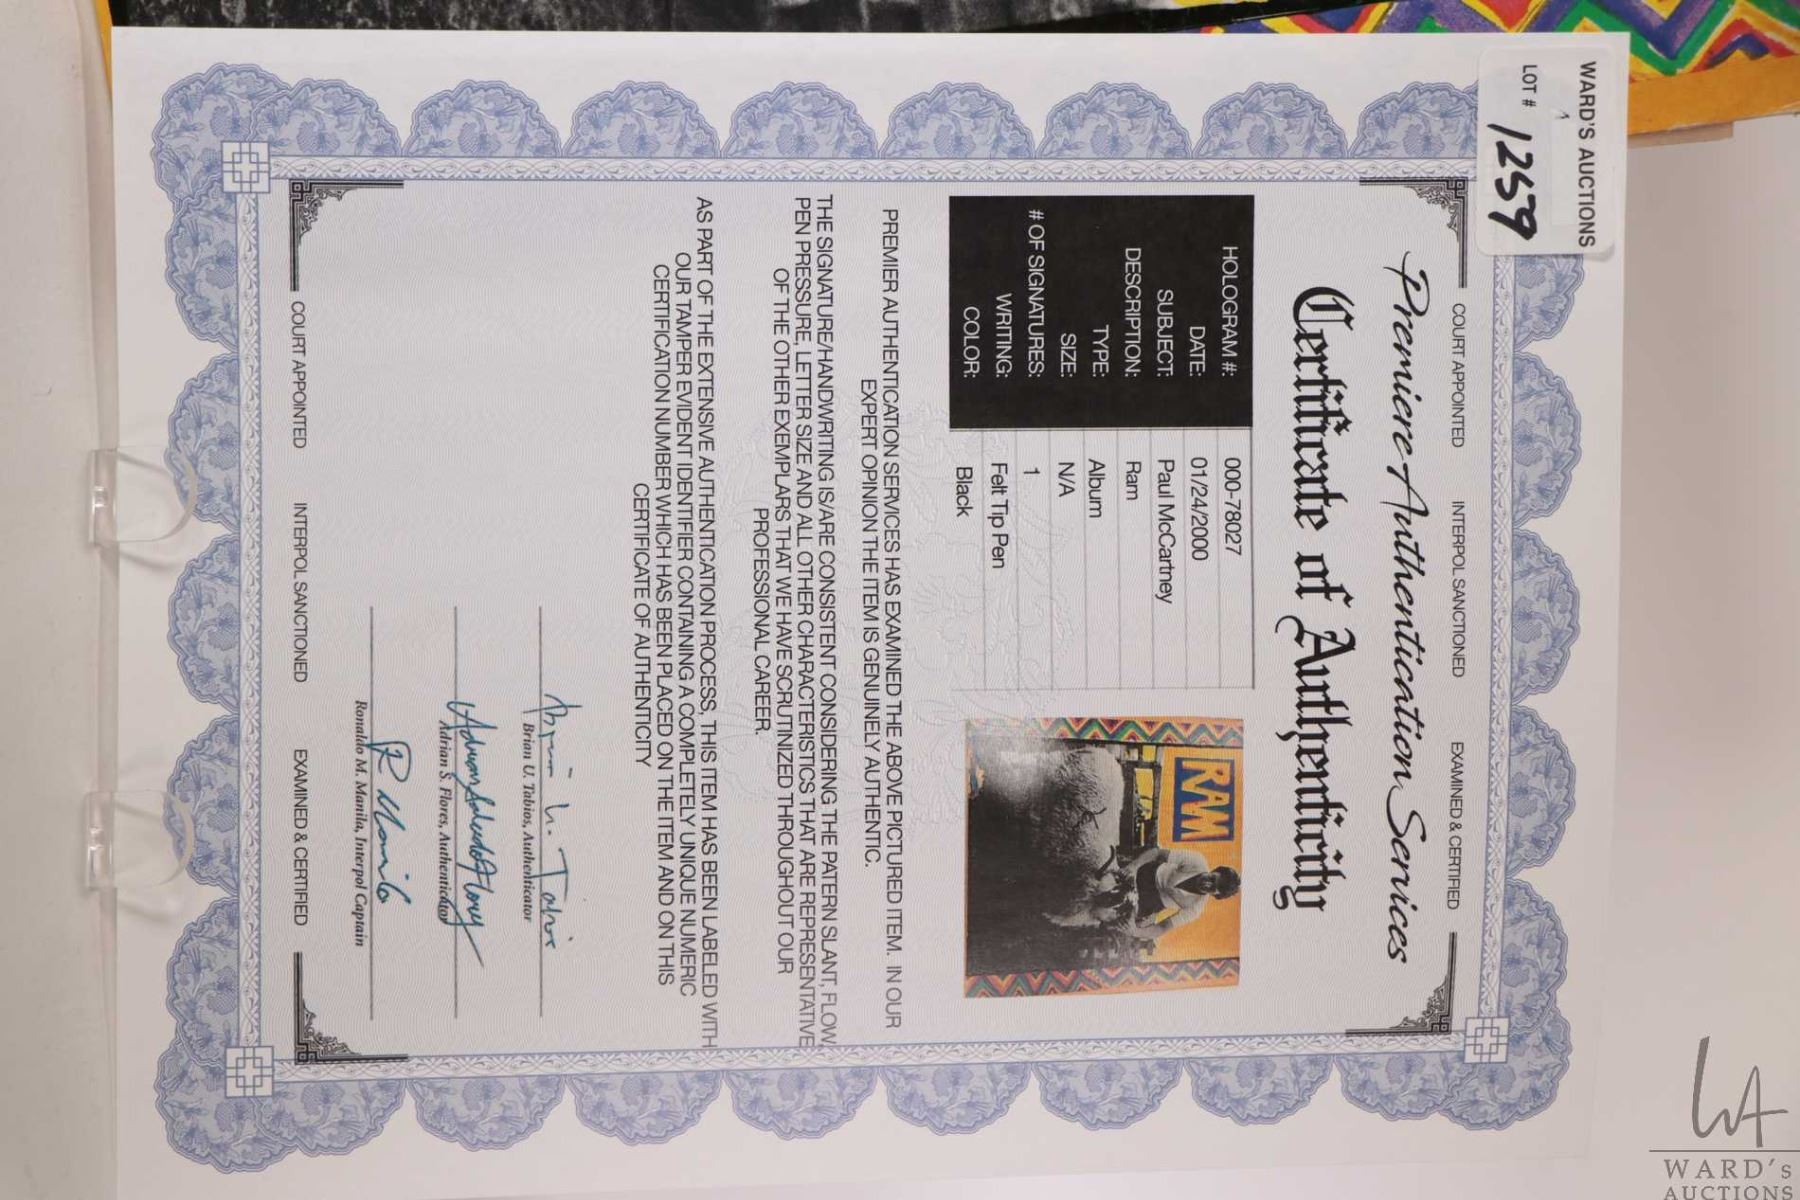 WARD'S AUCTIONS
LOT # 1259
COURT APPOINTED INTERPOL SANCTIONED EXAMINED & CERTIFIED
Premiere Authentication Services
Certificate of Authenticity
HOLOGRAM #: 000-78027
DATE: 01/24/2000
SUBJECT: Paul McCartney
DESCRIPTION: Ram
TYPE: Album
SIZE: N/A
# OF SIGNATURES: 1
WRITING: Felt Tip Pen
COLOR: Black
RAM
PREMIER AUTHENTICATION SERVICES HAS EXAMINED THE ABOVE PICTURED ITEM. IN OUR
EXPERT OPINION THE ITEM IS GENUINELY AUTHENTIC.
THE SIGNATURE/HANDWRITING IS/ARE CONSISTENT CONSIDERING THE PATERN SLANT, FLOW
PEN PRESSURE, LETTER SIZE AND ALL OTHER CHARACTERISTICS THAT ARE REPRESENTATIVE
OF THE OTHER EXEMPLARS THAT WE HAVE SCRUTINIZED THROUGHOUT OUR
PROFESSIONAL CAREER.
AS PART OF THE EXTENSIVE AUTHENTICATION PROCESS, THIS ITEM HAS BEEN LABELED WITH
OUR TAMPER EVIDENT IDENTIFIER CONTAINING A COMPLETELY UNIQUE NUMERIC
CERTIFICATION NUMBER WHICH HAS BEEN PLACED ON THE ITEM AND ON THIS
CERTIFICATE OF AUTHENTICITY
Brian U. Tabios, Authenticator
Adrian S. Flores, Authenticator
Ronaldo M. Manila, Interpol Captain
COURT APPOINTED INTERPOL SANCTIONED EXAMINED & CERTIFIED
WA
WARD's
AUCTIONS